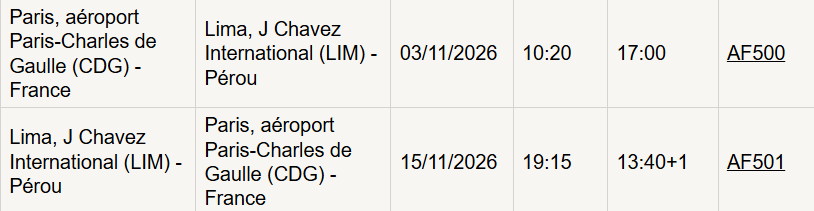 Paris, aéroport
Paris-Charles de
Gaulle (CDG) -
France
Lima, J Chavez
International (LIM) -
Pérou
03/11/2026
10:20
17:00
AF500
Lima, J Chavez
International (LIM) -
Pérou
Paris, aéroport
Paris-Charles de
Gaulle (CDG) -
France
15/11/2026
19:15
13:40+1
AF501